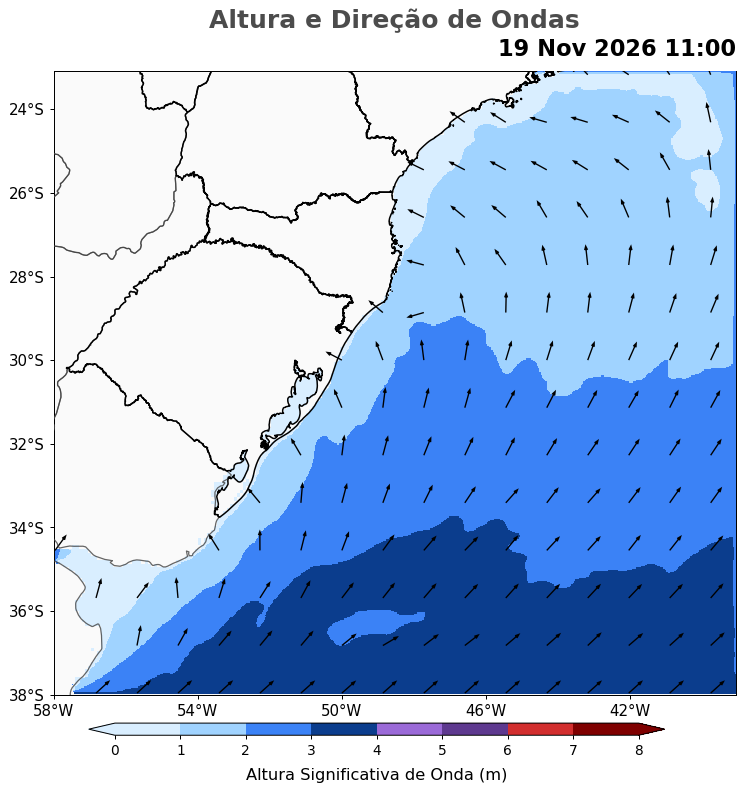 Altura e Direção de Ondas
19 Nov 2026 11:00
24°S
26°S
28°S
30°S
32°S
34°S
36°S
38°S
58°W 54°W 50°W 46°W 42°W
0 1 2 3 4 5 6 7 8
Altura Significativa de Onda (m)